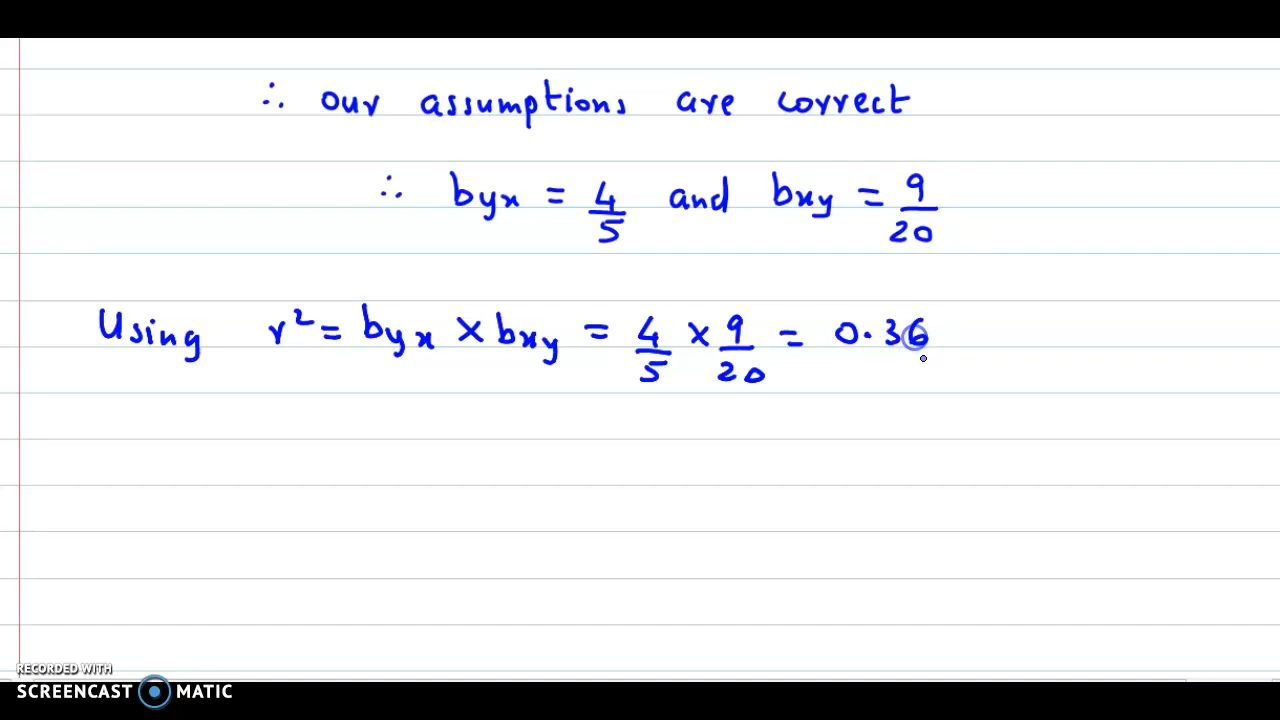 ∴ our assumptions are correct
∴ byx = 4/5 and bxy = 9/20
Using r² = byx × bxy = 4/5 × 9/20 = 0.36
RECORDED WITH
SCREENCAST MATIC